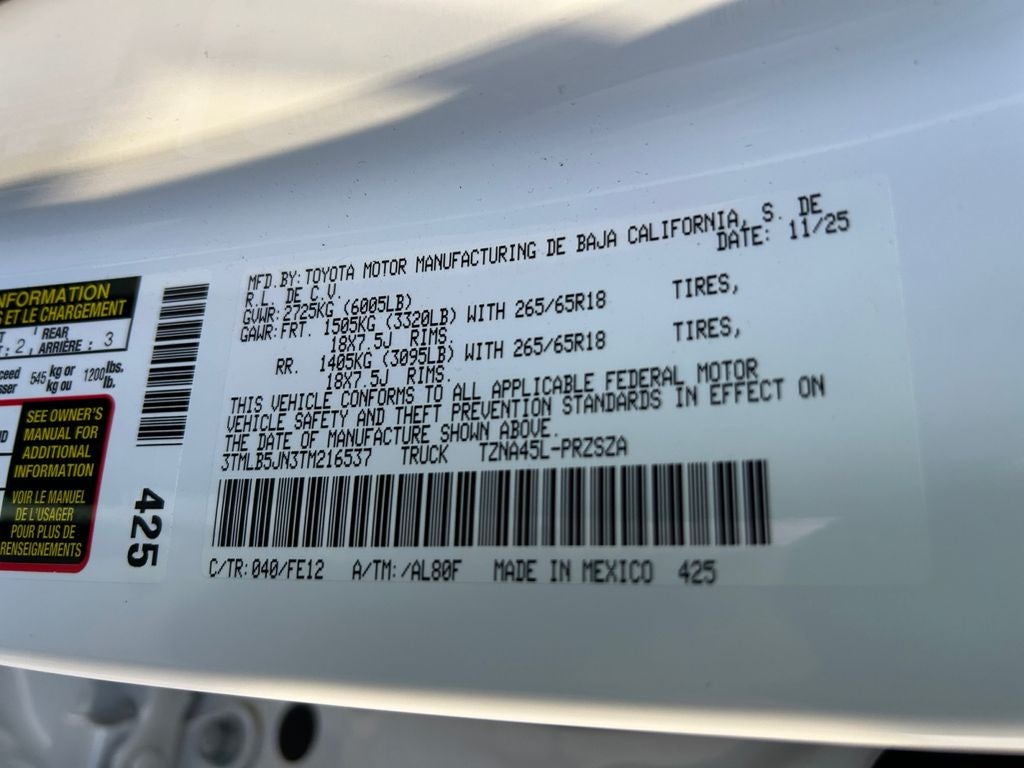 MFD.BY:TOYOTA MOTOR MANUFACTURING DE BAJA CALIFORNIA, S. DE
R.L. DE C.V. DATE: 11/25
GVWR:2725KG (6005LB)
GAWR:FRT. 1505KG (3320LB) WITH 265/65R18 TIRES,
18X7.5J RIMS.
RR. 1405KG (3095LB) WITH 265/65R18 TIRES,
18X7.5J RIMS.
THIS VEHICLE CONFORMS TO ALL APPLICABLE FEDERAL MOTOR
VEHICLE SAFETY AND THEFT PREVENTION STANDARDS IN EFFECT ON
THE DATE OF MANUFACTURE SHOWN ABOVE.
3TMLB5JN3TM216537 TRUCK TZNA45L-PRZSZA
C/TR:040/FE12 A/TM:/AL80F MADE IN MEXICO 425
NFORMATION
ET LE CHARGEMENT
2, REAR
ARRIÈRE : 3
545 kg or 1200 lbs.
kg ou lb.
SEE OWNER'S
MANUAL FOR
ADDITIONAL
INFORMATION
VOIR LE MANUEL
DE L'USAGER
POUR PLUS DE
RENSEIGNEMENTS
425